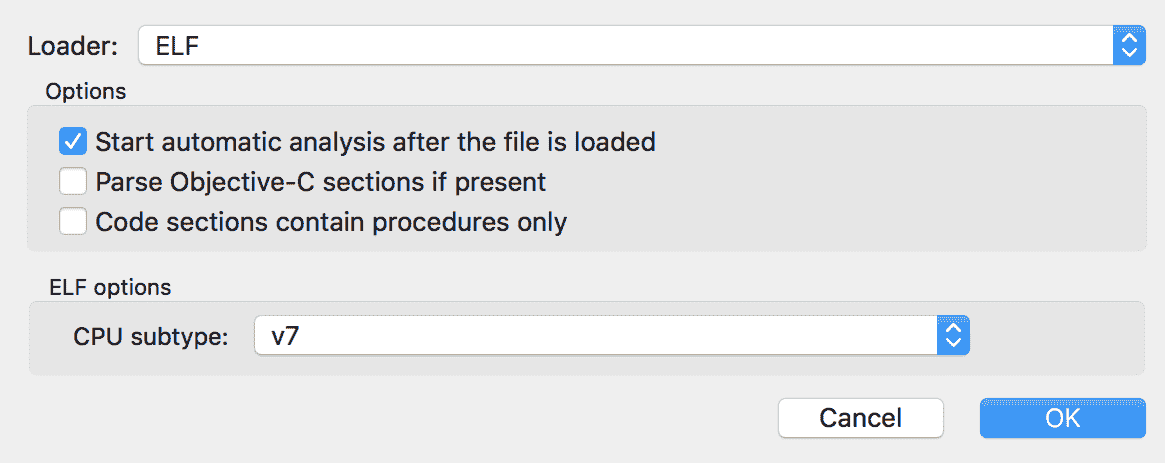 Loader: ELF
Options
Start automatic analysis after the file is loaded
Parse Objective-C sections if present
Code sections contain procedures only
ELF options
CPU subtype: v7
Cancel OK